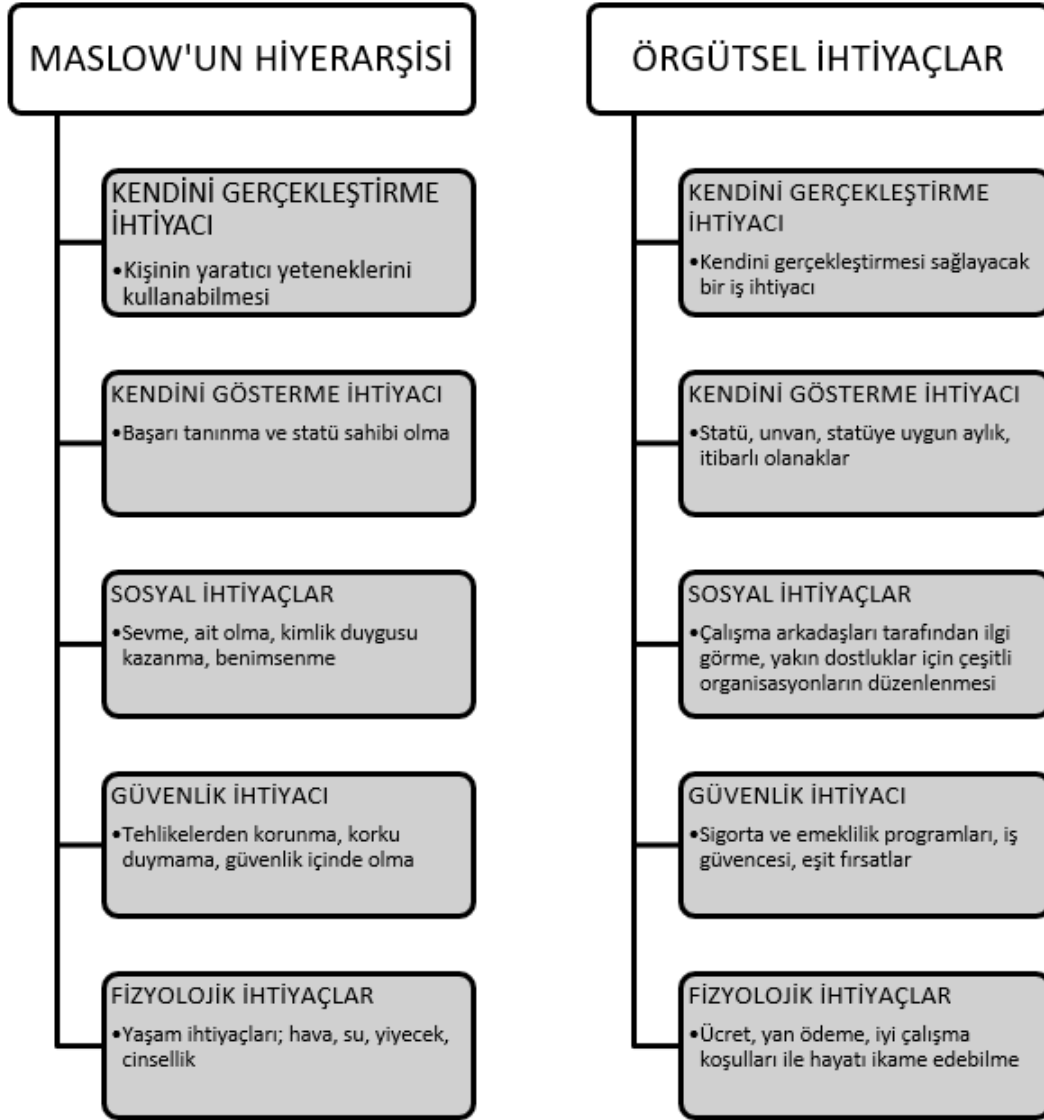 MASLOW'UN HİYERARŞİSİ
KENDİNİ GERÇEKLEŞTİRME
İHTİYACI
•Kişinin yaratıcı yeteneklerini
kullanabilmesi
KENDİNİ GÖSTERME İHTİYACI
•Başarı tanınma ve statü sahibi olma
SOSYAL İHTİYAÇLAR
•Sevme, ait olma, kimlik duygusu
kazanma, benimsenme
GÜVENLİK İHTİYACI
•Tehlikelerden korunma, korku
duymama, güvenlik içinde olma
FİZYOLOJİK İHTİYAÇLAR
•Yaşam ihtiyaçları; hava, su, yiyecek,
cinsellik
ÖRGÜTSEL İHTİYAÇLAR
KENDİNİ GERÇEKLEŞTİRME
İHTİYACI
•Kendini gerçekleştirmesi sağlayacak
bir iş ihtiyacı
KENDİNİ GÖSTERME İHTİYACI
•Statü, unvan, statüye uygun aylık,
itibarlı olanaklar
SOSYAL İHTİYAÇLAR
•Çalışma arkadaşları tarafından ilgi
görme, yakın dostluklar için çeşitli
organisasyonların düzenlenmesi
GÜVENLİK İHTİYACI
•Sigorta ve emeklilik programları, iş
güvencesi, eşit fırsatlar
FİZYOLOJİK İHTİYAÇLAR
•Ücret, yan ödeme, iyi çalışma
koşulları ile hayatı ikame edebilme